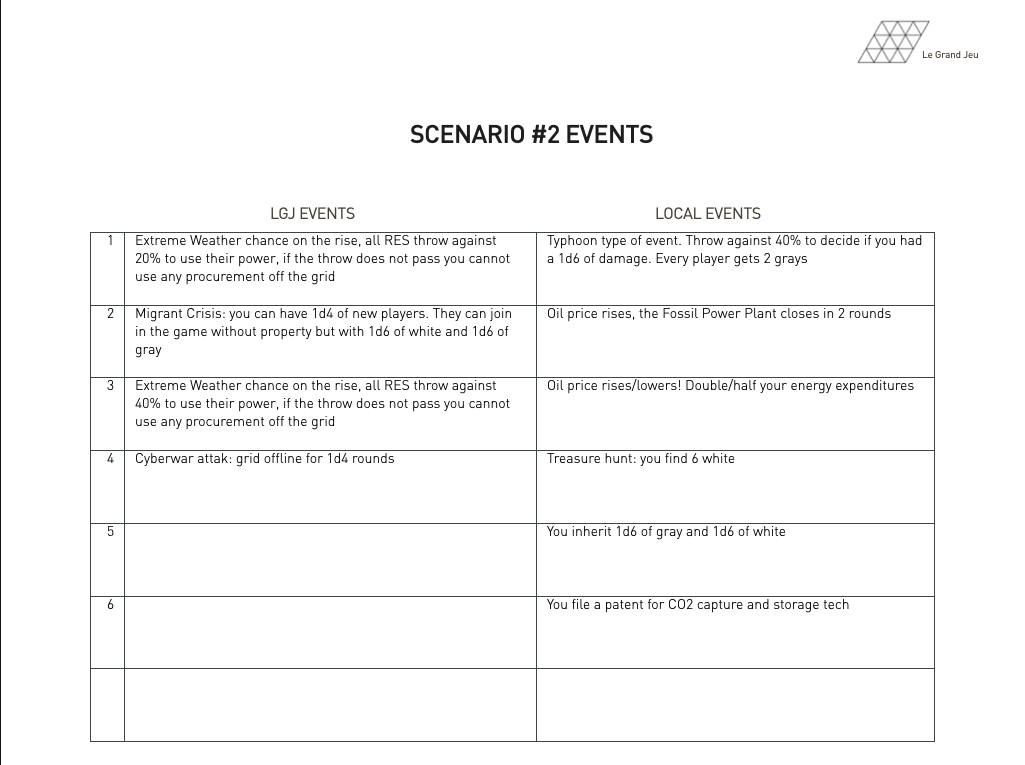 Le Grand Jeu
SCENARIO #2 EVENTS
LGJ EVENTS
LOCAL EVENTS
1
Extreme Weather chance on the rise, all RES throw against
20% to use their power, if the throw does not pass you cannot
use any procurement off the grid
Typhoon type of event. Throw against 40% to decide if you had
a 1d6 of damage. Every player gets 2 grays
2
Migrant Crisis: you can have 1d4 of new players. They can join
in the game without property but with 1d6 of white and 1d6 of
gray
Oil price rises, the Fossil Power Plant closes in 2 rounds
3
Extreme Weather chance on the rise, all RES throw against
40% to use their power, if the throw does not pass you cannot
use any procurement off the grid
Oil price rises/lowers! Double/half your energy expenditures
4
Cyberwar attak: grid offline for 1d4 rounds
Treasure hunt: you find 6 white
5
You inherit 1d6 of gray and 1d6 of white
6
You file a patent for CO2 capture and storage tech